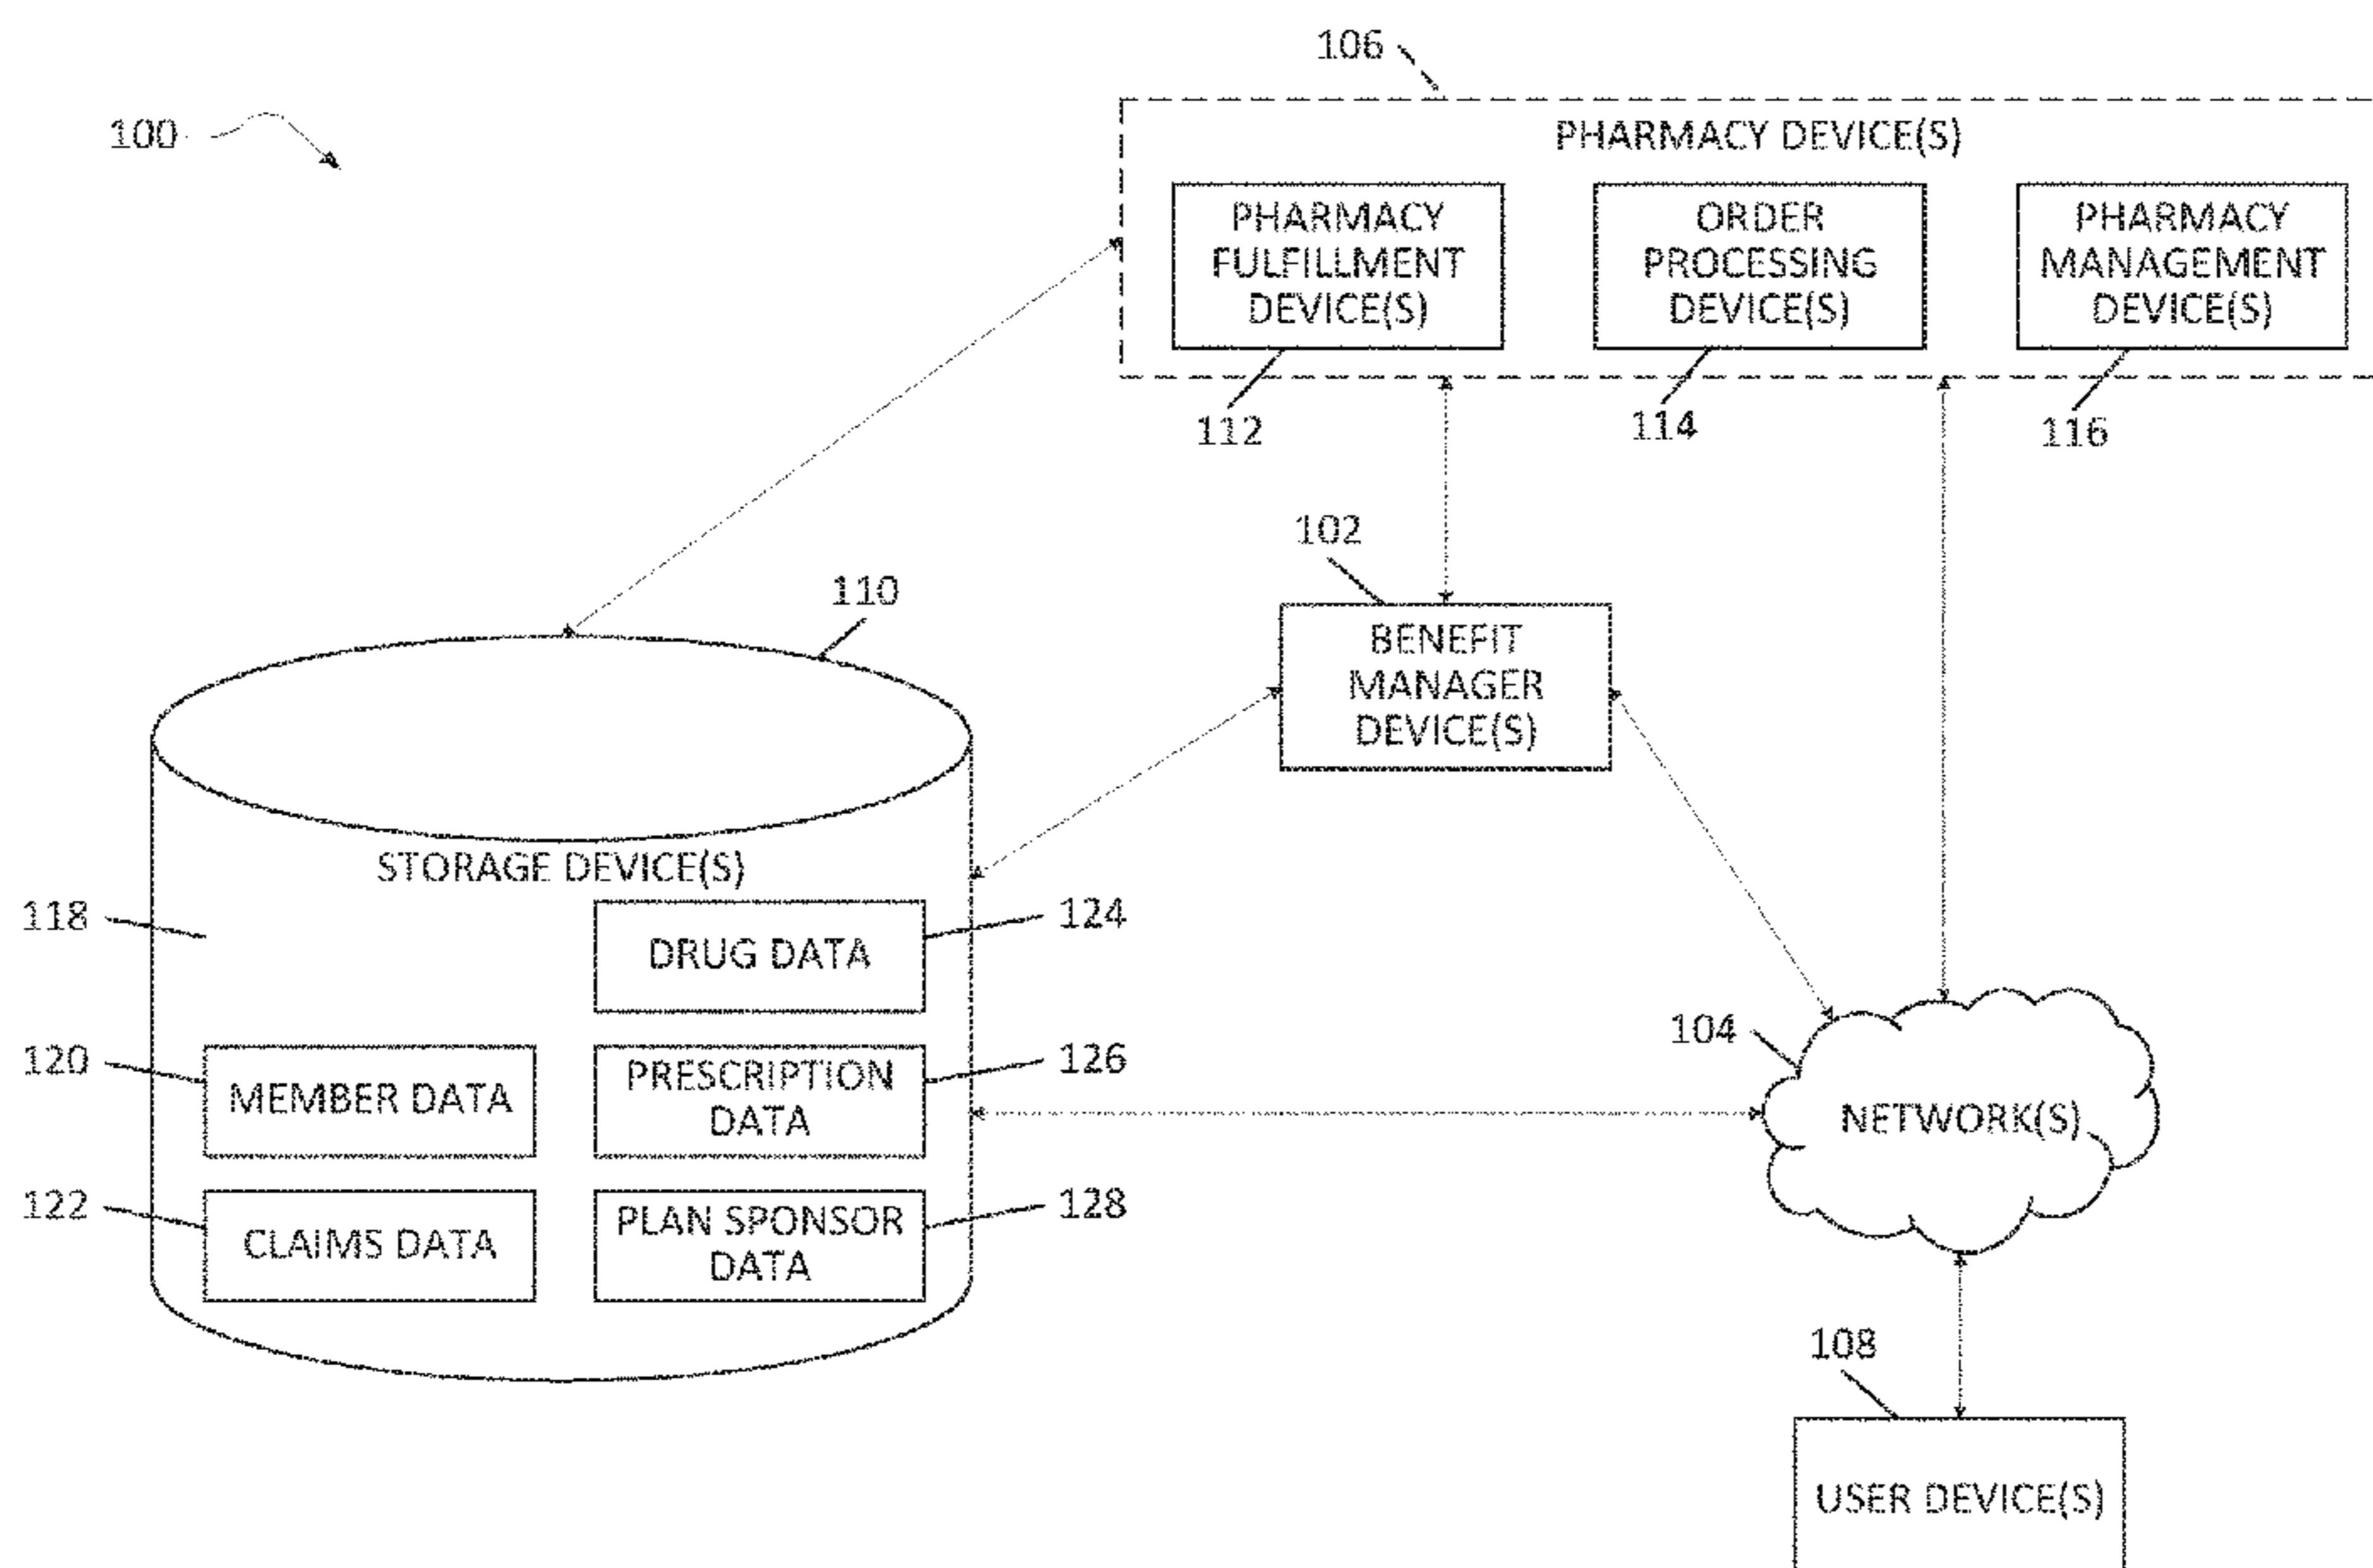 106
100
PHARMACY DEVICE(S)
PHARMACY
FULFILLMENT
DEVICE(S)
ORDER
PROCESSING
DEVICE(S)
PHARMACY
MANAGEMENT
DEVICE(S)
112
114
116
102
BENEFIT
MANAGER
DEVICE(S)
110
STORAGE DEVICE(S)
118
124
DRUG DATA
120
MEMBER DATA
PRESCRIPTION
DATA
126
122
CLAIMS DATA
PLAN SPONSOR
DATA
128
104
NETWORK(S)
108
USER DEVICE(S)